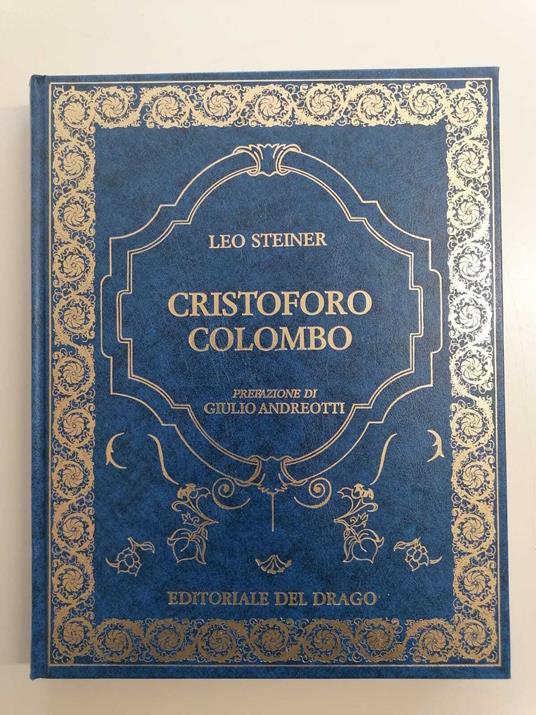 LEO STEINER
CRISTOFORO
COLOMBO
PREFAZIONE DI
GIULIO ANDREOTTI
EDITORIALE DEL DRAGO